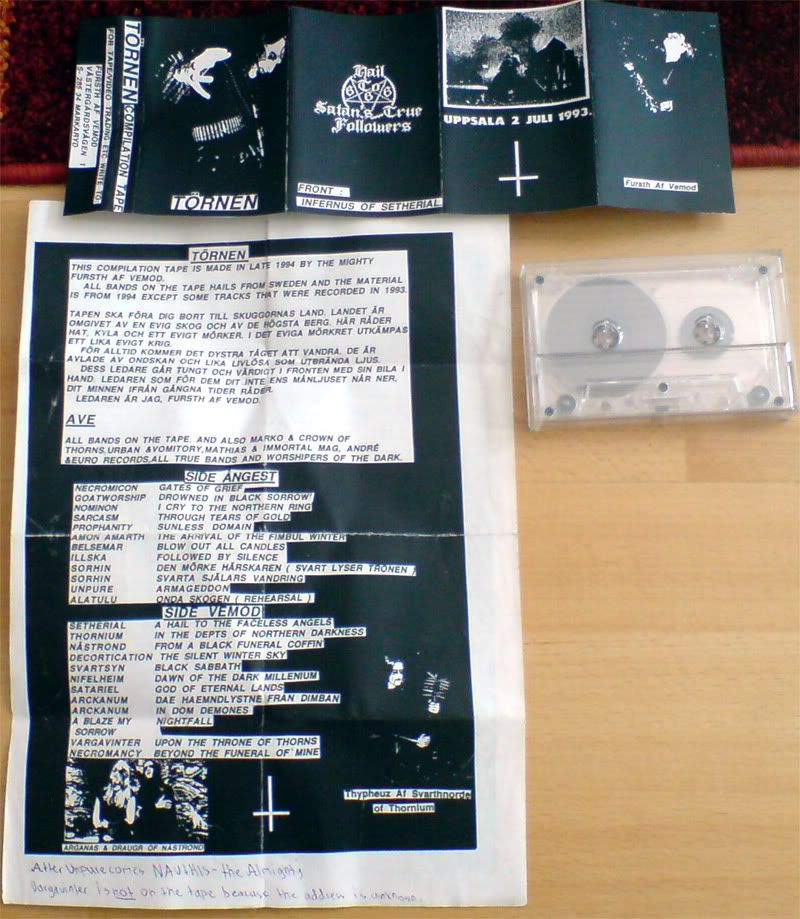 TÖRNEN COMPILATION TAPE
FÖR TAPE/VIDEO TRADING ETC WRITE TO
FURSTH AF VEMOD
VÄSTERGÅRDSVÄGEN 1
S- 285 34 MARKARYD
TÖRNEN
Hail
To
666
Satan's True
Followers
FRONT :
INFERNUS OF SETHERIAL
UPPSALA 2 JULI 1993.
Fursth Af Vemod
TÖRNEN
THIS COMPILATION TAPE IS MADE IN LATE 1994 BY THE MIGHTY
FURSTH AF VEMOD.
ALL BANDS ON THE TAPE HAILS FROM SWEDEN AND THE MATERIAL
IS FROM 1994 EXCEPT SOME TRACKS THAT WERE RECORDED IN 1993.
TAPEN SKA FÖRA DIG BORT TILL SKUGGORNAS LAND. LANDET ÄR
OMGIVET AV EN EVIG SKOG OCH AV DE HÖGSTA BERG. HÄR RÅDER
HAT, KYLA OCH ETT EVIGT MÖRKER. I DET EVIGA MÖRKRET UTKÄMPAS
ETT LIKA EVIGT KRIG.
FÖR ALLTID KOMMER DET DYSTRA TÅGET ATT VANDRA. DE ÄR
AVLADE AV ONDSKAN OCH LIKA LIVLÖSA SOM UTBRÄNDA LJUS.
DESS LEDARE GÅR TUNGT OCH VÄRDIGT I FRONTEN MED SIN BILA I
HAND. LEDAREN SOM FÖR DEM DIT INTE ENS MÅNLJUSET NÅR NER,
DIT MINNEN IFRÅN GÅNGNA TIDER RÅDER.
LEDAREN ÄR JAG, FURSTH AF VEMOD.
AVE
ALL BANDS ON THE TAPE. AND ALSO MARKO & CROWN OF
THORNS,URBAN &VOMITORY,MATHIAS & IMMORTAL MAG, ANDRÉ
&EURO RECORDS,ALL TRUE BANDS AND WORSHIPERS OF THE DARK.
SIDE ÅNGEST
NECROMICON GATES OF GRIEF
GOATWORSHIP DROWNED IN BLACK SORROW!
NOMINON I CRY TO THE NORTHERN RING
SARCASM THROUGH TEARS OF GOLD
PROPHANITY SUNLESS DOMAIN
AMON AMARTH THE ARRIVAL OF THE FIMBUL WINTER
BELSEMAR BLOW OUT ALL CANDLES
ILLSKA FOLLOWED BY SILENCE
SORHIN DEN MÖRKE HÄRSKAREN ( SVART LYSER TRONEN )
SORHIN SVARTA SJÄLARS VANDRING
UNPURE ARMAGEDDON
ALATULU ONDA SKOGEN ( REHEARSAL )
SIDE VEMOD
SETHERIAL A HAIL TO THE FACELESS ANGELS
THORNIUM IN THE DEPTS OF NORTHERN DARKNESS
NÅSTROND FROM A BLACK FUNERAL COFFIN
DECORTICATION THE SILENT WINTER SKY
SVARTSYN BLACK SABBATH
NIFELHEIM DAWN OF THE DARK MILLENIUM
SATARIEL GOD OF ETERNAL LANDS
ARCKANUM DAE HAEMNDLYSTNE FRAN DIMBAN
ARCKANUM IN DOM DEMONES
A BLAZE MY NIGHTFALL
SORROW
VARGAVINTER UPON THE THRONE OF THORNS
NECROMANCY BEYOND THE FUNERAL OF MINE
Thypheuz Af Svarthnorde
of Thornium
ARGANAS & DRAUGR OF NÅSTROND
After Unpure comes NAUTHIS - the Almighty
Vargavinter is not on the tape because the address is unknown.